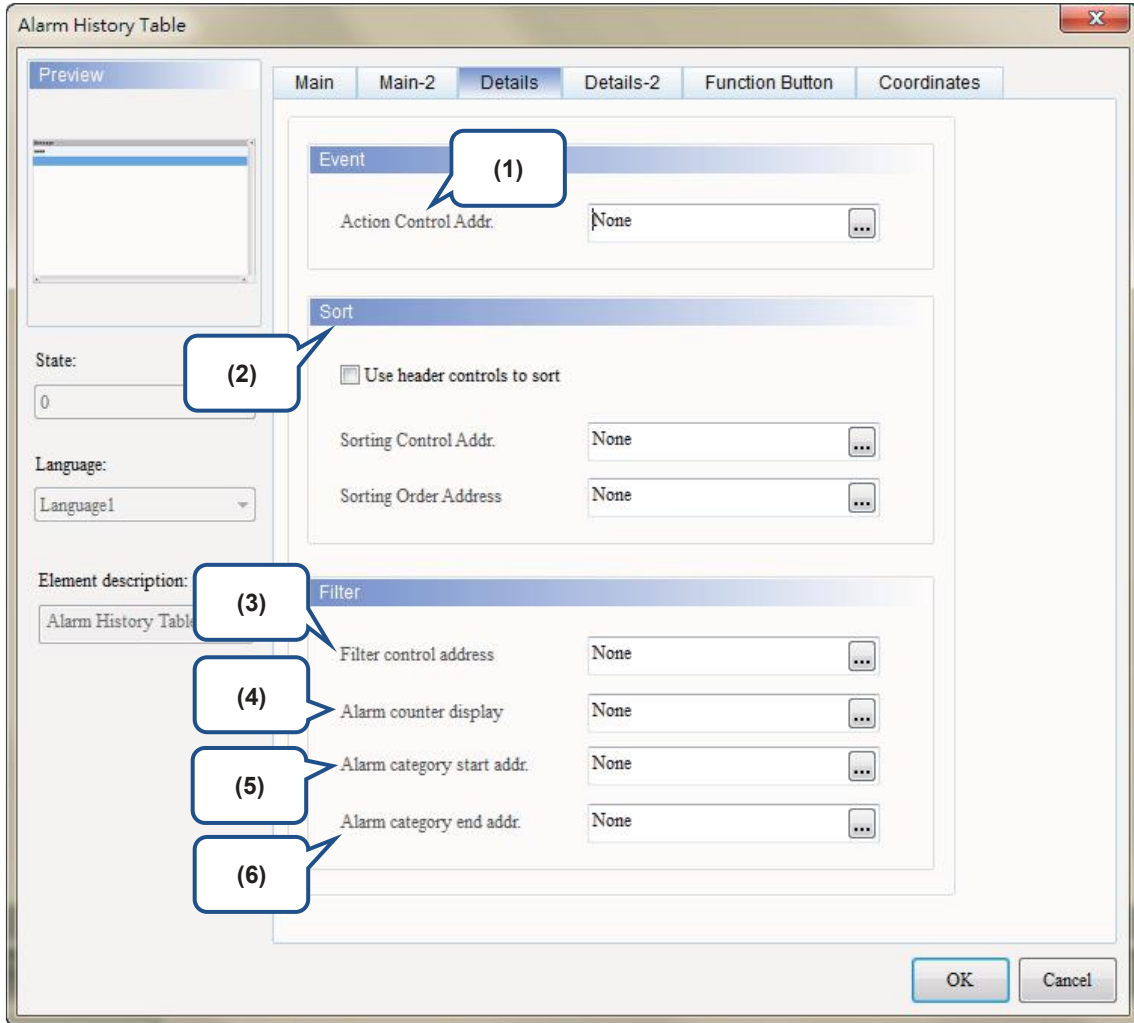 Alarm History Table
Preview
Main Main-2 Details Details-2 Function Button Coordinates
Event
(1)
Action Control Addr. None ...
Sort
(2)
State:
0
Use header controls to sort
Sorting Control Addr. None ...
Language:
Language1
Sorting Order Address None ...
Element description:
Alarm History Table
Filter
(3)
Filter control address None ...
(4)
Alarm counter display None ...
(5)
Alarm category start addr. None ...
Alarm category end addr. None ...
(6)
OK Cancel